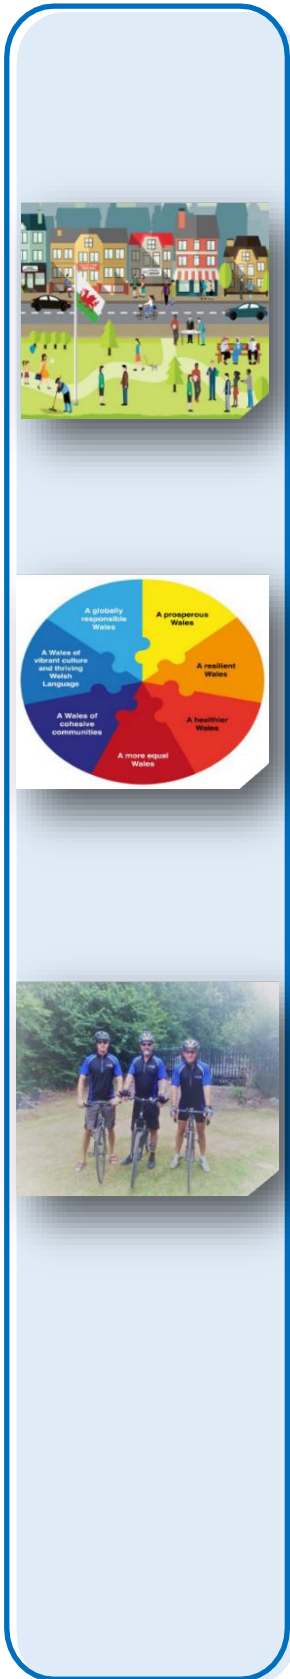 A globally
responsible
Wales
A prosperous
Wales
A Wales of
vibrant culture
and thriving
Welsh
Language
A resilient
Wales
A Wales of
cohesive
communities
A healthier
Wales
A more equal
Wales